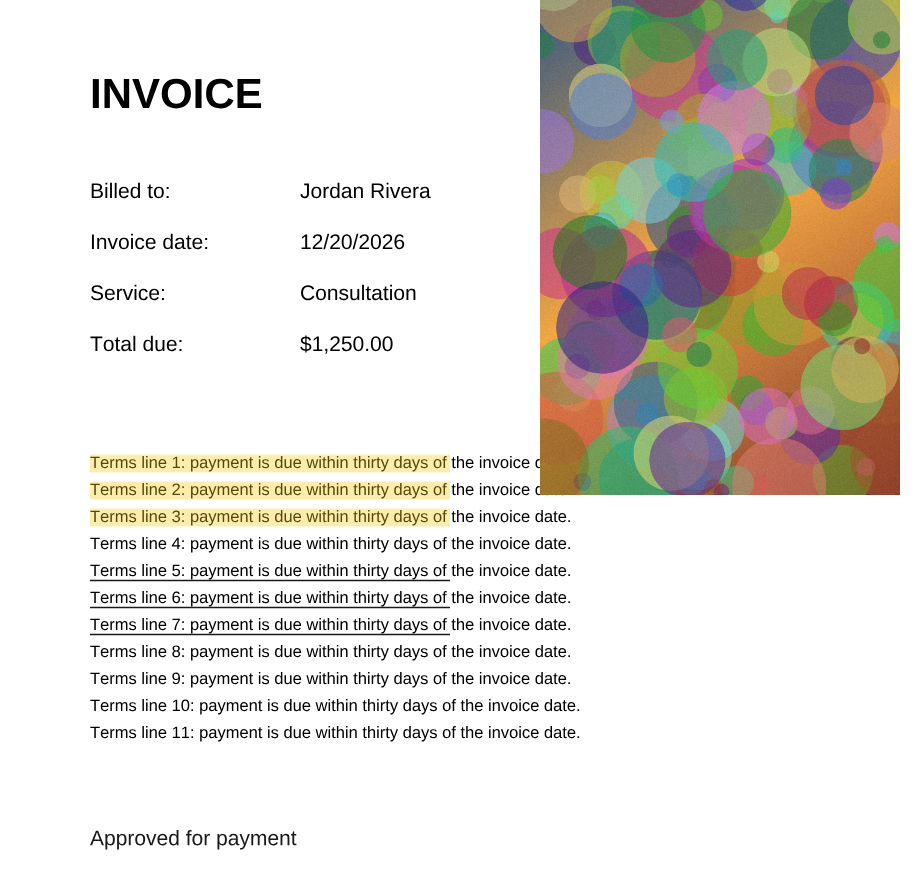 INVOICE
Billed to: Jordan Rivera
Invoice date: 12/20/2026
Service: Consultation
Total due: $1,250.00
Terms line 1: payment is due within thirty days of the invoice
Terms line 2: payment is due within thirty days of the invoice
Terms line 3: payment is due within thirty days of the invoice date.
Terms line 4: payment is due within thirty days of the invoice date.
Terms line 5: payment is due within thirty days of the invoice date.
Terms line 6: payment is due within thirty days of the invoice date.
Terms line 7: payment is due within thirty days of the invoice date.
Terms line 8: payment is due within thirty days of the invoice date.
Terms line 9: payment is due within thirty days of the invoice date.
Terms line 10: payment is due within thirty days of the invoice date.
Terms line 11: payment is due within thirty days of the invoice date.
Approved for payment